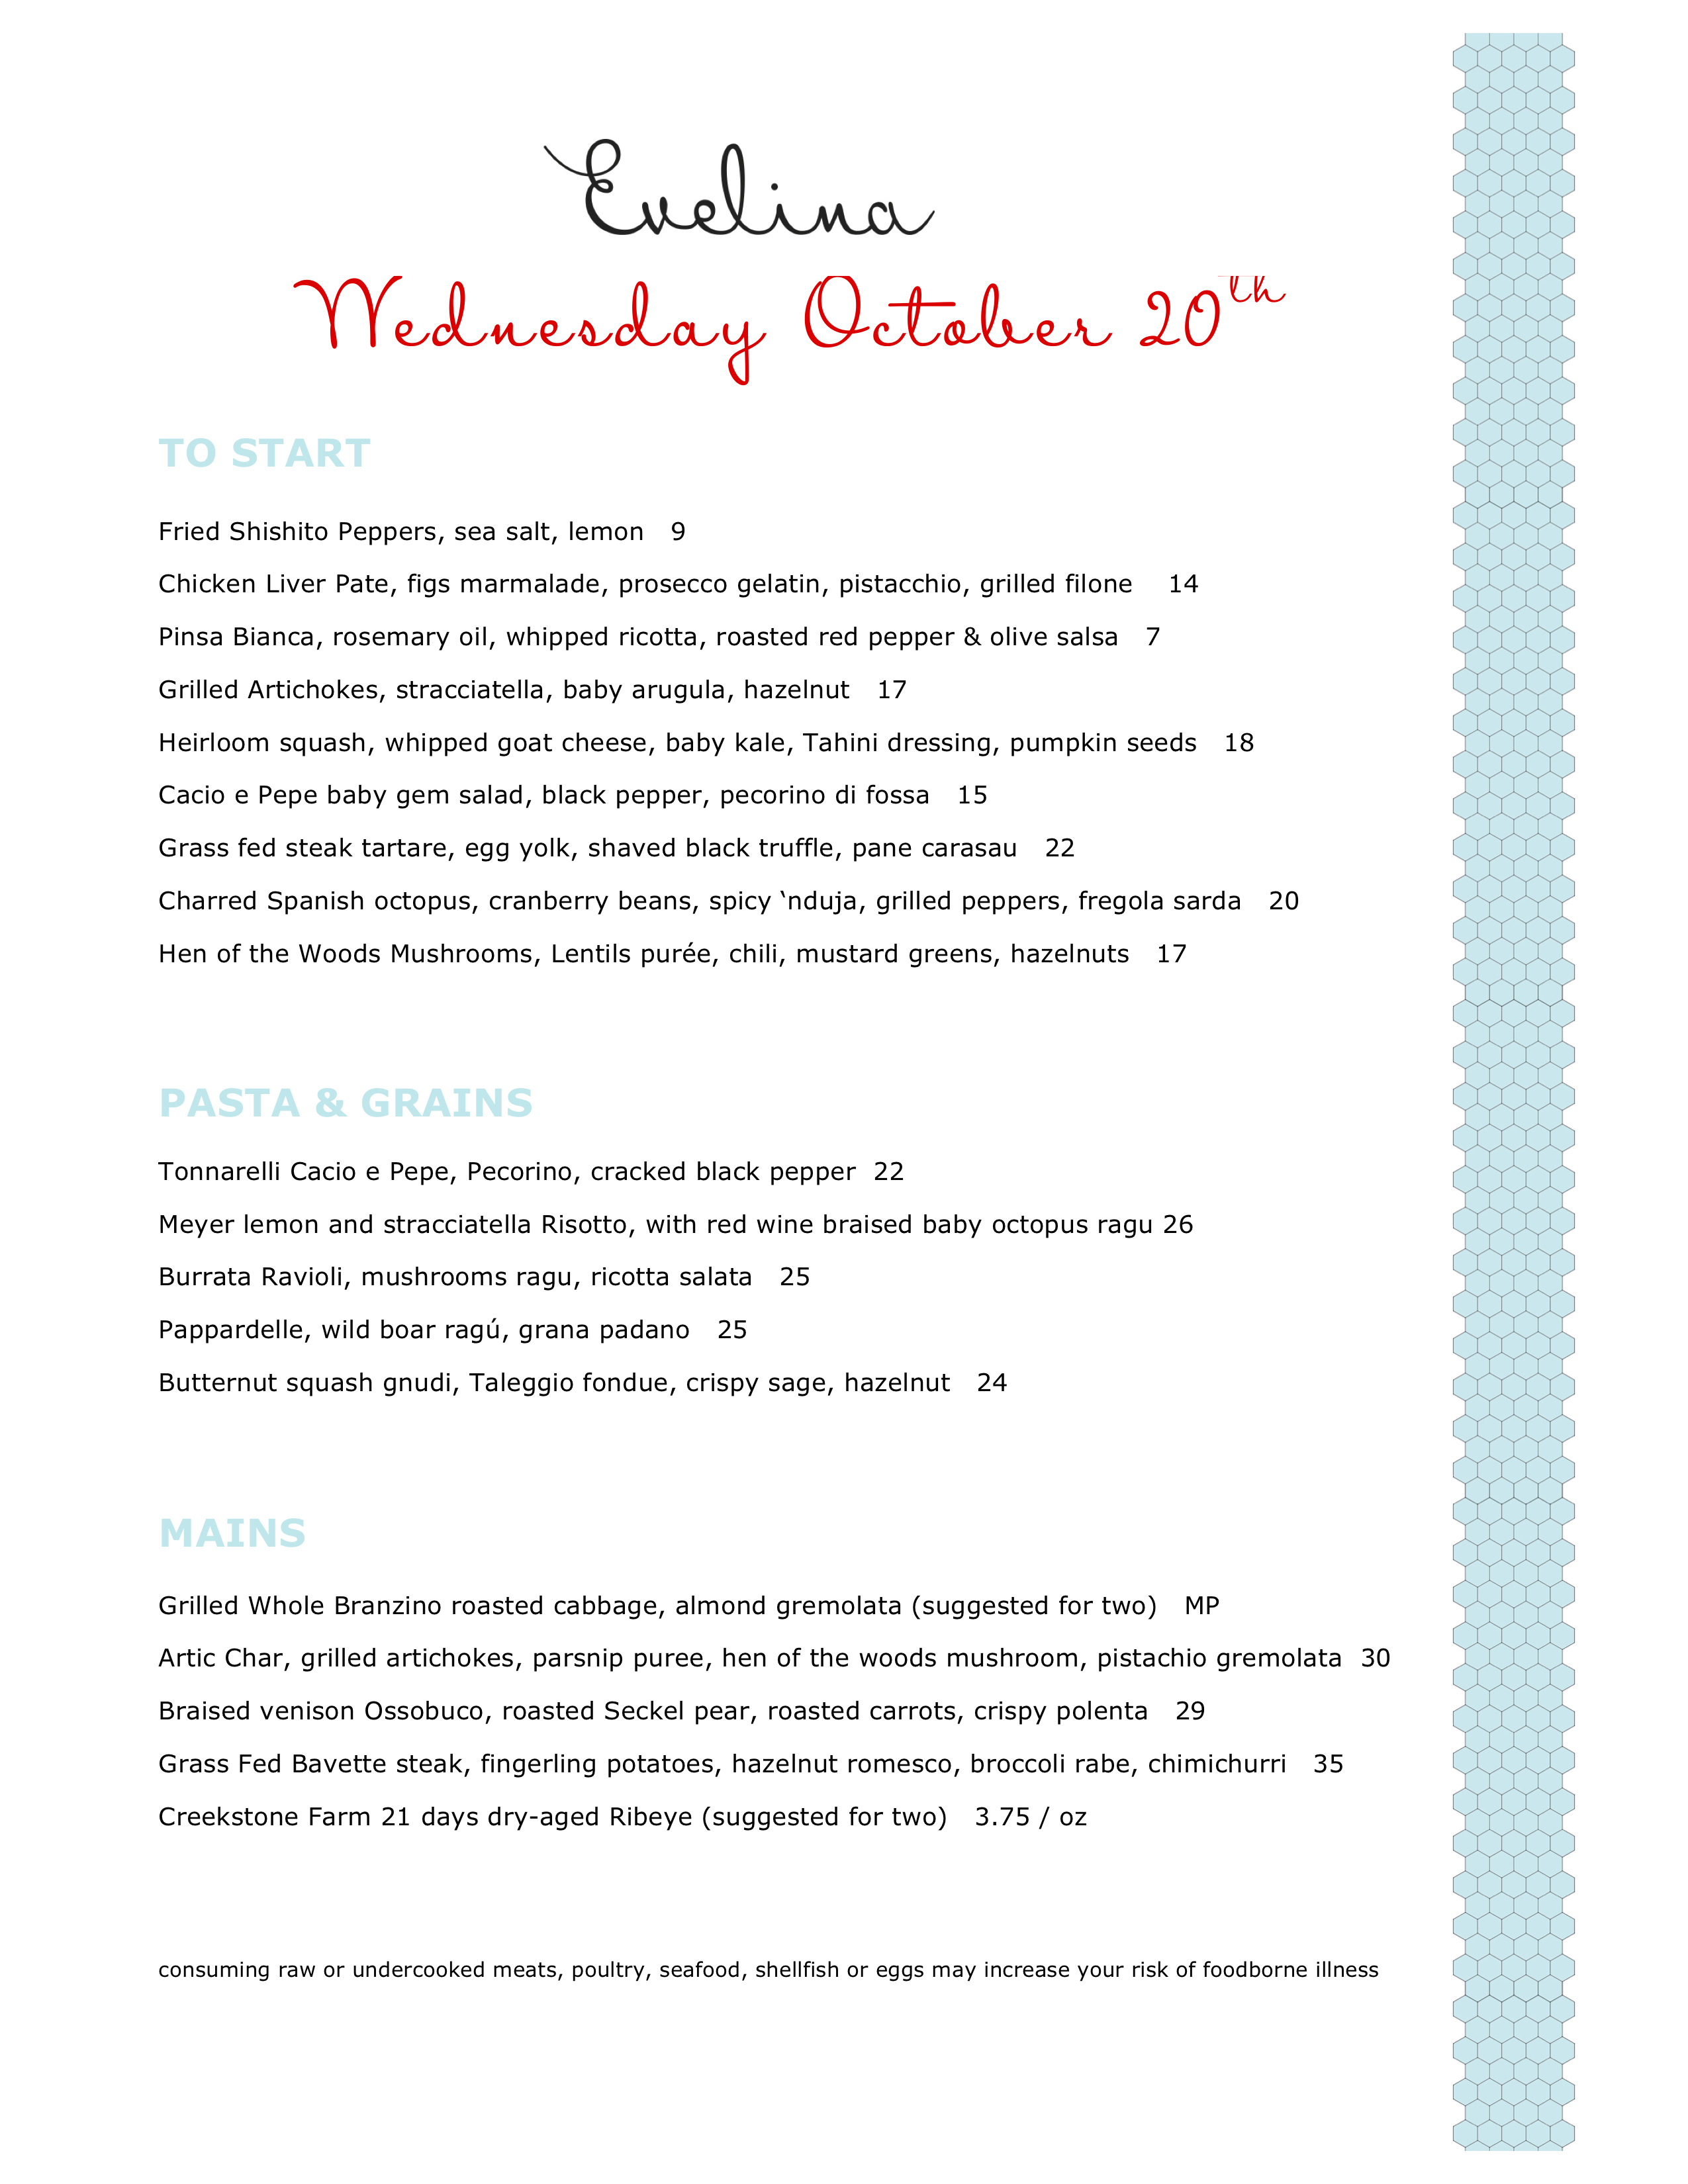 Evelina
Wednesday October 20th
TO START
Fried Shishito Peppers, sea salt, lemon 9
Chicken Liver Pate, figs marmalade, prosecco gelatin, pistacchio, grilled filone 14
Pinsa Bianca, rosemary oil, whipped ricotta, roasted red pepper & olive salsa 7
Grilled Artichokes, stracciatella, baby arugula, hazelnut 17
Heirloom squash, whipped goat cheese, baby kale, Tahini dressing, pumpkin seeds 18
Cacio e Pepe baby gem salad, black pepper, pecorino di fossa 15
Grass fed steak tartare, egg yolk, shaved black truffle, pane carasau 22
Charred Spanish octopus, cranberry beans, spicy ‘nduja, grilled peppers, fregola sarda 20
Hen of the Woods Mushrooms, Lentils purée, chili, mustard greens, hazelnuts 17
PASTA & GRAINS
Tonnarelli Cacio e Pepe, Pecorino, cracked black pepper 22
Meyer lemon and stracciatella Risotto, with red wine braised baby octopus ragu 26
Burrata Ravioli, mushrooms ragu, ricotta salata 25
Pappardelle, wild boar ragú, grana padano 25
Butternut squash gnudi, Taleggio fondue, crispy sage, hazelnut 24
MAINS
Grilled Whole Branzino roasted cabbage, almond gremolata (suggested for two) MP
Artic Char, grilled artichokes, parsnip puree, hen of the woods mushroom, pistachio gremolata 30
Braised venison Ossobuco, roasted Seckel pear, roasted carrots, crispy polenta 29
Grass Fed Bavette steak, fingerling potatoes, hazelnut romesco, broccoli rabe, chimichurri 35
Creekstone Farm 21 days dry-aged Ribeye (suggested for two) 3.75 / oz
consuming raw or undercooked meats, poultry, seafood, shellfish or eggs may increase your risk of foodborne illness